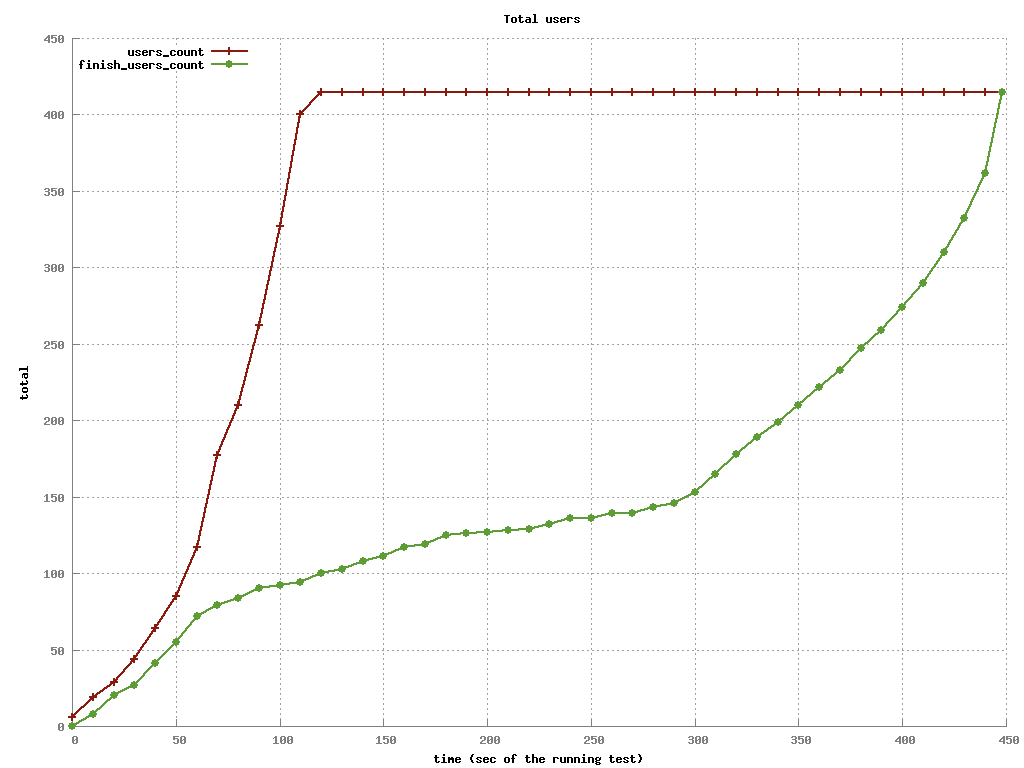 Total users
users_count
finish_users_count
450
400
350
300
250
200
150
100
50
0
total
0 50 100 150 200 250 300 350 400 450
time (sec of the running test)